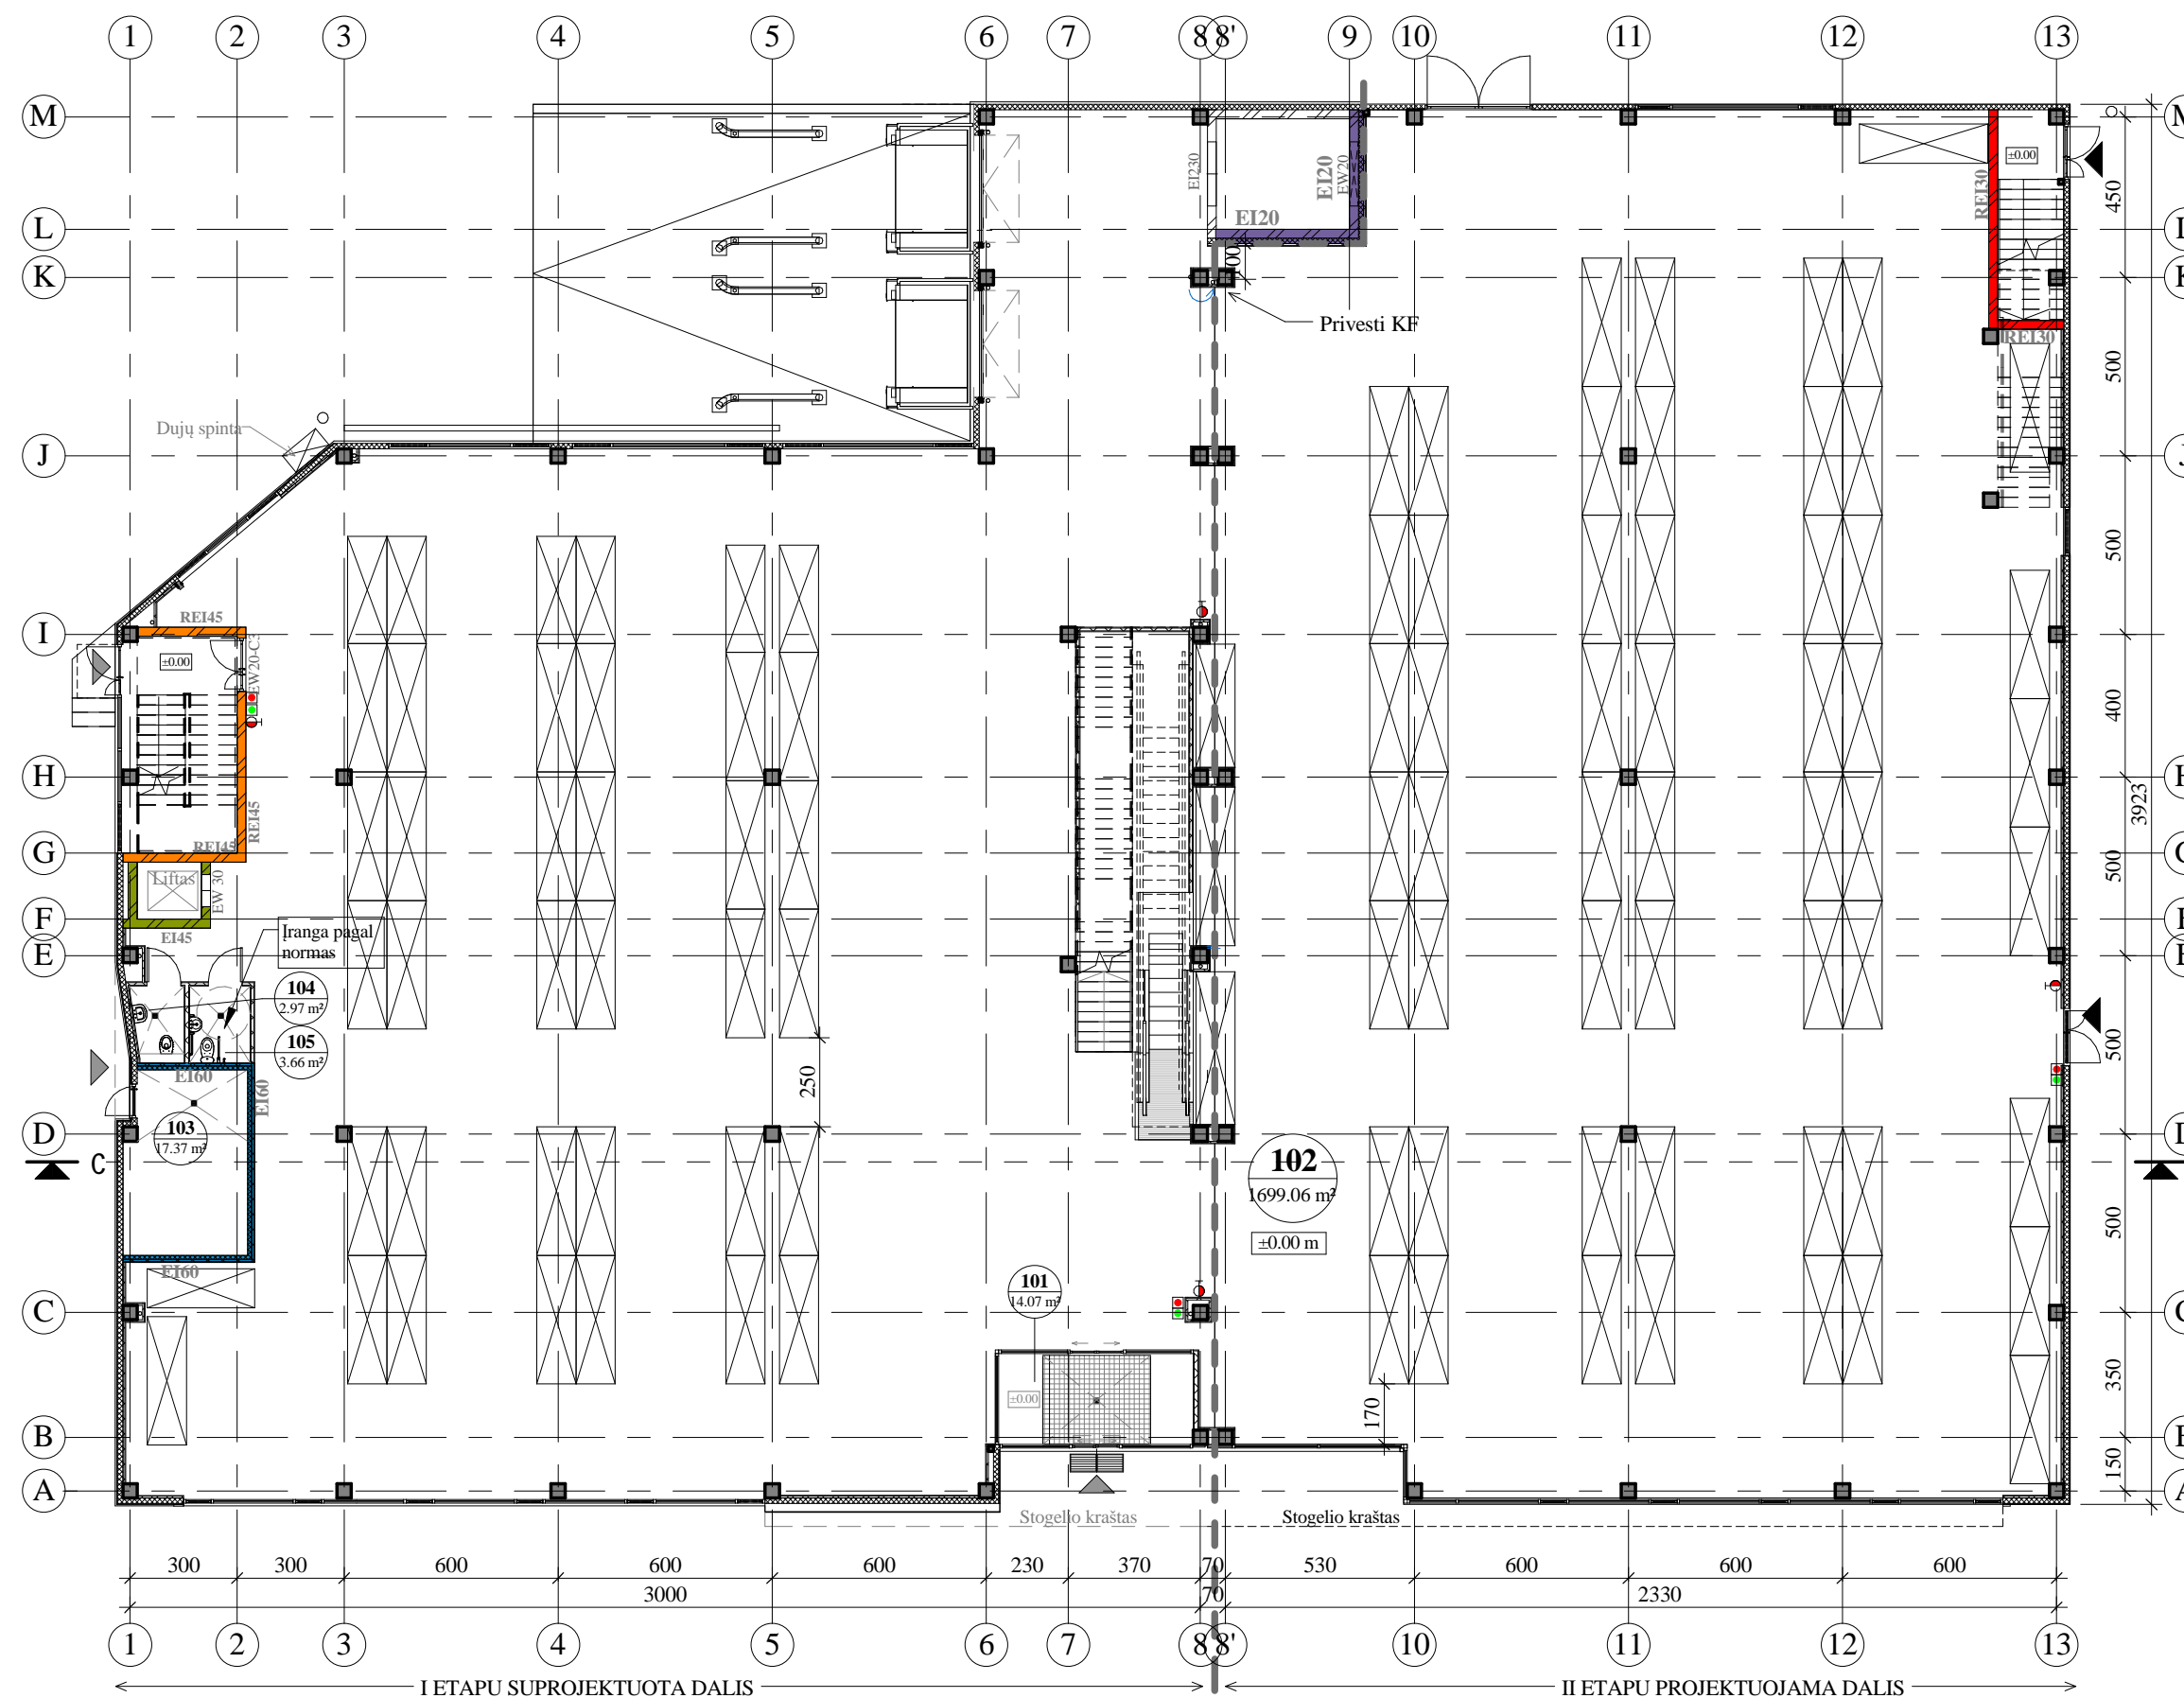 1 2 3 4 5 6 7 8 8' 9 10 11 12 13
M
±0.00
EI230
EI20
EW20
REI30
450
L
EI20
K
100
Privesti KF
REI30
500
Dujų spinta
J
500
I
REI45
±0.00
EW20-C3
400
H
3923
REI45
REI45
G
Liftas
EW 30
500
F
EI45
E
Įranga pagal
normas
104
2.97 m²
105
3.66 m²
500
EI60
EI60
250
103
17.37 m²
D
C
102
1699.06 m²
500
±0.00 m
EI60
101
14.07 m²
C
350
±0.00
170
B
150
A
Stogelio kraštas
Stogelio kraštas
300 300 600 600 600 230 370 70 530 600 600 600
3000 70 2330
1 2 3 4 5 6 7 8 8' 10 11 12 13
I ETAPU SUPROJEKTUOTA DALIS
II ETAPU PROJEKTUOJAMA DALIS